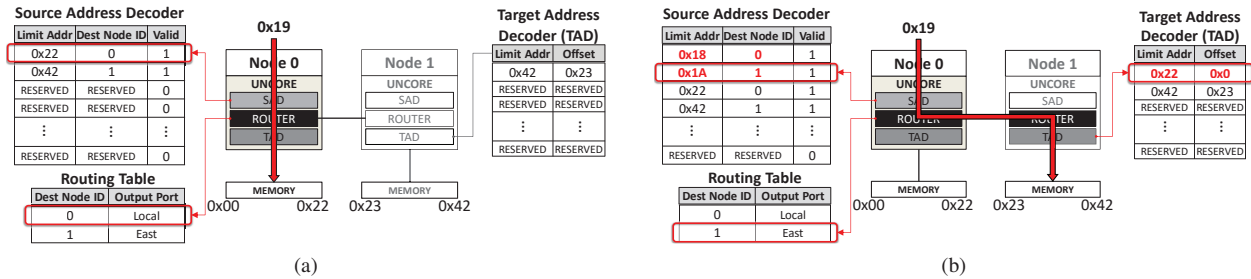 Source Address Decoder
Limit Addr Dest Node ID Valid
0x22 0 1
0x42 1 1
RESERVED RESERVED 0
RESERVED RESERVED 0
RESERVED RESERVED 0
⋮ ⋮ ⋮
RESERVED RESERVED 0
Routing Table
Dest Node ID Output Port
0 Local
1 East
0x19
Node 0
UNCORE
SAD
ROUTER
TAD
MEMORY
0x00 0x22
Node 1
UNCORE
SAD
ROUTER
TAD
MEMORY
0x23 0x42
Target Address
Decoder (TAD)
Limit Addr Offset
0x42 0x23
RESERVED RESERVED
RESERVED RESERVED
⋮ ⋮
RESERVED RESERVED
(a)
Source Address Decoder
Limit Addr Dest Node ID Valid
0x18 0 1
0x1A 1 1
0x22 0 1
0x42 1 1
⋮ ⋮ ⋮
RESERVED RESERVED 0
Routing Table
Dest Node ID Output Port
0 Local
1 East
0x19
Node 0
UNCORE
SAD
ROUTER
TAD
MEMORY
0x00 0x22
Node 1
UNCORE
SAD
ROUTER
TAD
MEMORY
0x23 0x42
Target Address
Decoder (TAD)
Limit Addr Offset
0x22 0x0
0x42 0x23
RESERVED RESERVED
⋮ ⋮
RESERVED RESERVED
(b)